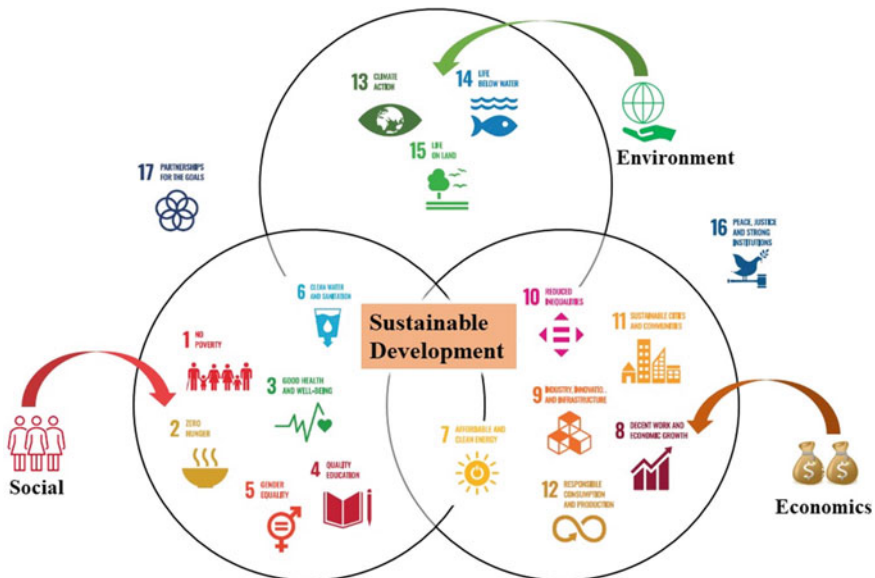 13 CLIMATE
ACTION
14 LIFE
BELOW WATER
15 LIFE
ON LAND
Environment
17 PARTNERSHIPS
FOR THE GOALS
16 PEACE, JUSTICE
AND STRONG
INSTITUTIONS
6 CLEAN WATER
AND SANITATION
10 REDUCED
INEQUALITIES
Sustainable
Development
11 SUSTAINABLE CITIES
AND COMMUNITIES
1 NO
POVERTY
3 GOOD HEALTH
AND WELL-BEING
9 INDUSTRY, INNOVATIO..
AND INFRASTRUCTURE
2 ZERO
HUNGER
7 AFFORDABLE AND
CLEAN ENERGY
8 DECENT WORK AND
ECONOMIC GROWTH
4 QUALITY
EDUCATION
5 GENDER
EQUALITY
12 RESPONSIBLE
CONSUMPTION
AND PRODUCTION
Social
$ $
Economics